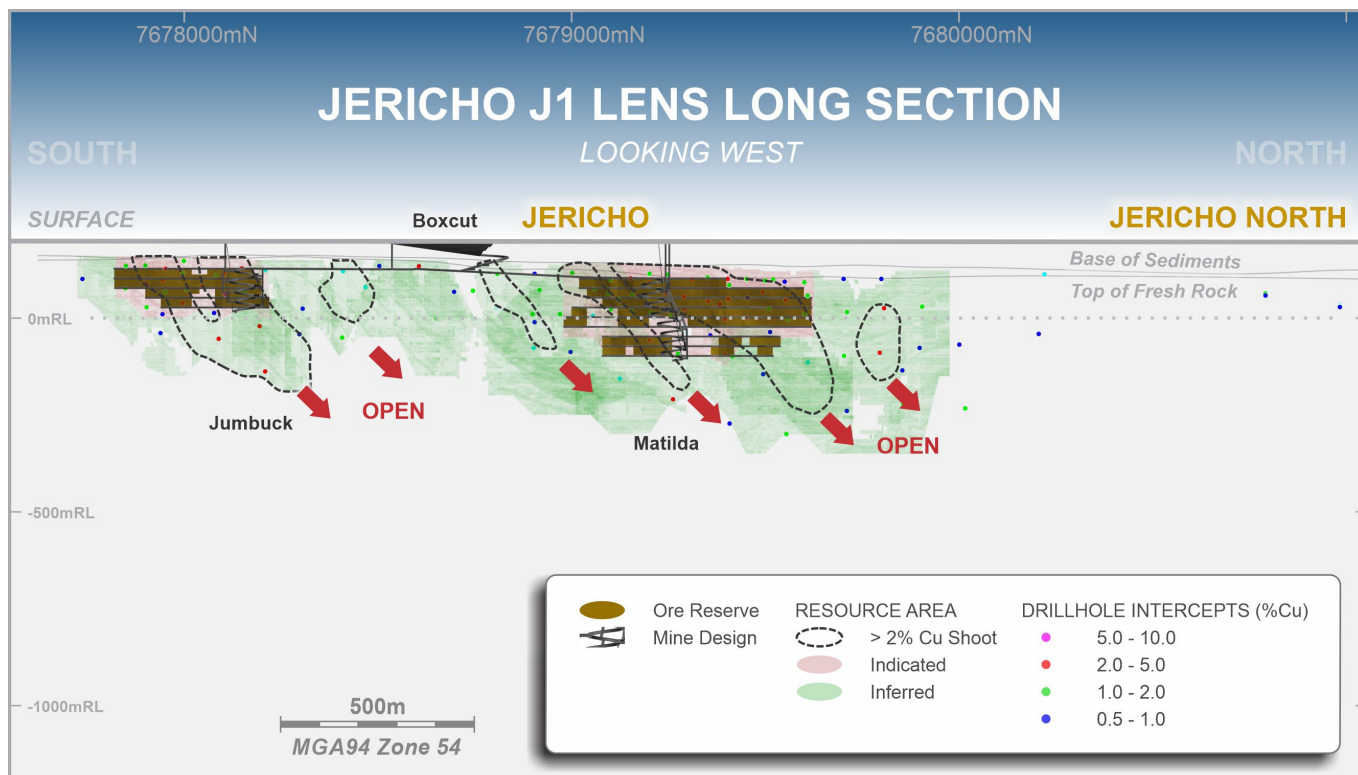 7678000mN 7679000mN 7680000mN
JERICHO J1 LENS LONG SECTION
SOUTH LOOKING WEST NORTH
SURFACE Boxcut JERICHO JERICHO NORTH
Base of Sediments
Top of Fresh Rock
0mRL
Jumbuck OPEN
Matilda OPEN
-500mRL
Ore Reserve RESOURCE AREA DRILLHOLE INTERCEPTS (%Cu)
Mine Design > 2% Cu Shoot 5.0 - 10.0
Indicated 2.0 - 5.0
Inferred 1.0 - 2.0
0.5 - 1.0
-1000mRL
500m
MGA94 Zone 54